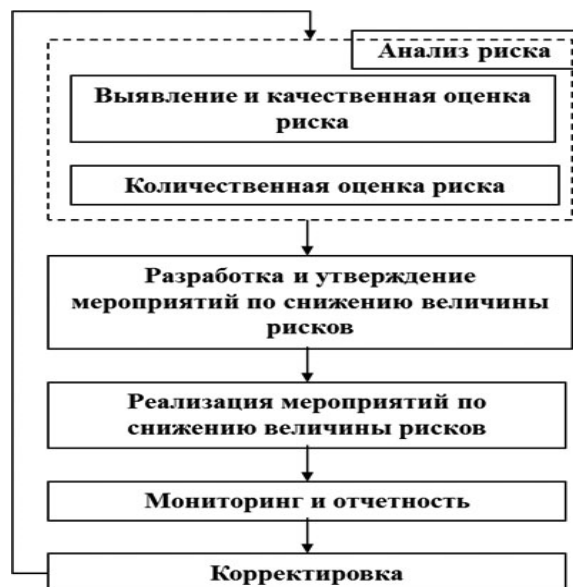 Анализ риска
Выявление и качественная оценка
риска
Количественная оценка риска
Разработка и утверждение
мероприятий по снижению величины
рисков
Реализация мероприятий по
снижению величины рисков
Мониторинг и отчетность
Корректировка